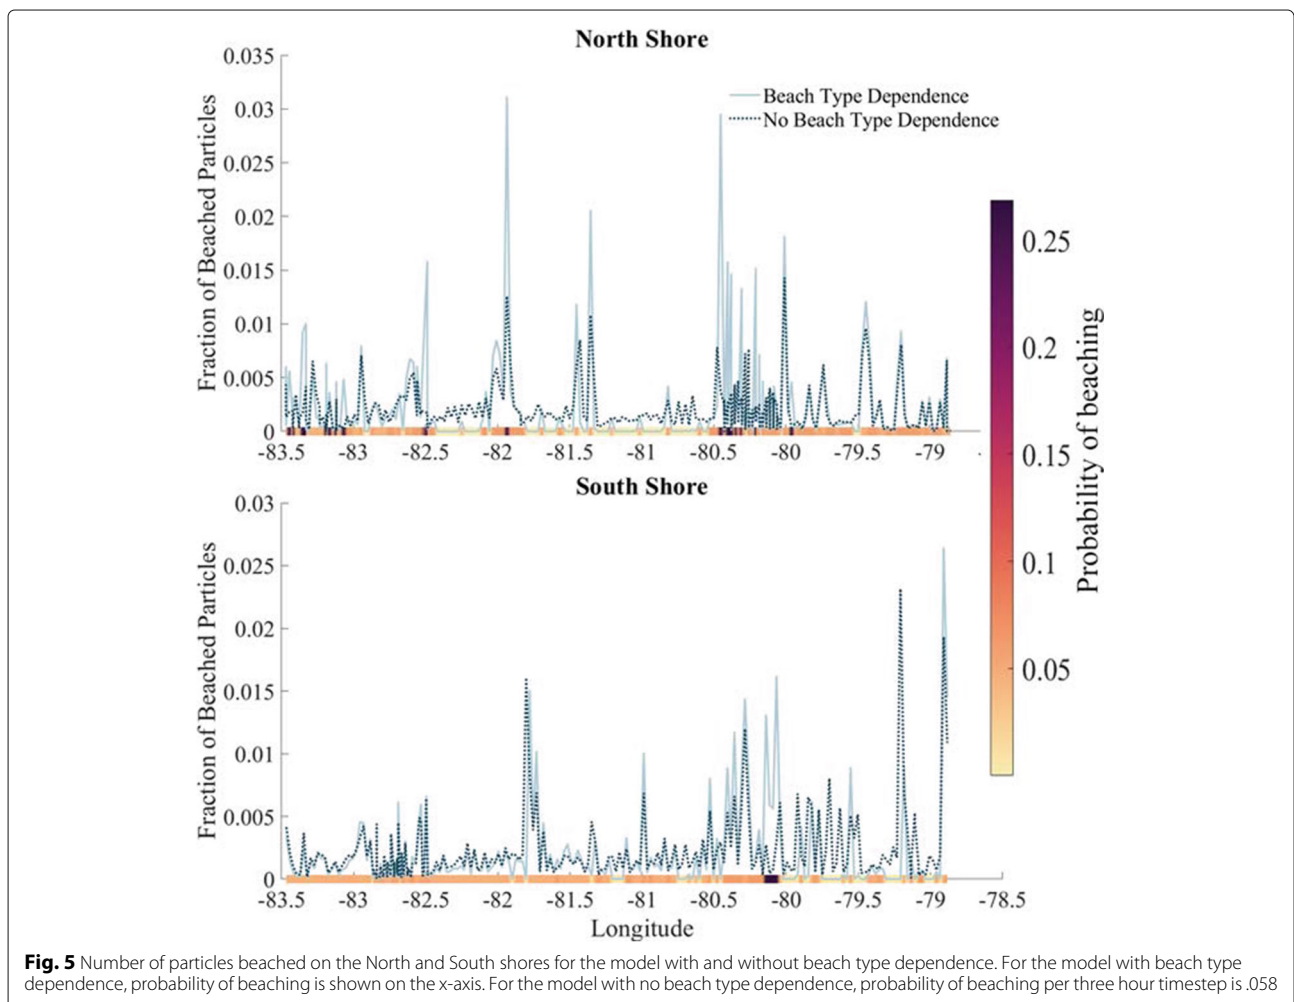 North Shore
0.035
0.03
0.025
0.02
0.015
0.01
0.005
0
Fraction of Beached Particles
Beach Type Dependence
No Beach Type Dependence
-83.5 -83 -82.5 -82 -81.5 -81 -80.5 -80 -79.5 -79
South Shore
0.03
0.025
0.02
0.015
0.01
0.005
0
Fraction of Beached Particles
-83.5 -83 -82.5 -82 -81.5 -81 -80.5 -80 -79.5 -79 -78.5
Longitude
0.25
0.2
0.15
0.1
0.05
Probability of beaching
Fig. 5 Number of particles beached on the North and South shores for the model with and without beach type dependence. For the model with beach type
dependence, probability of beaching is shown on the x-axis. For the model with no beach type dependence, probability of beaching per three hour timestep is .058